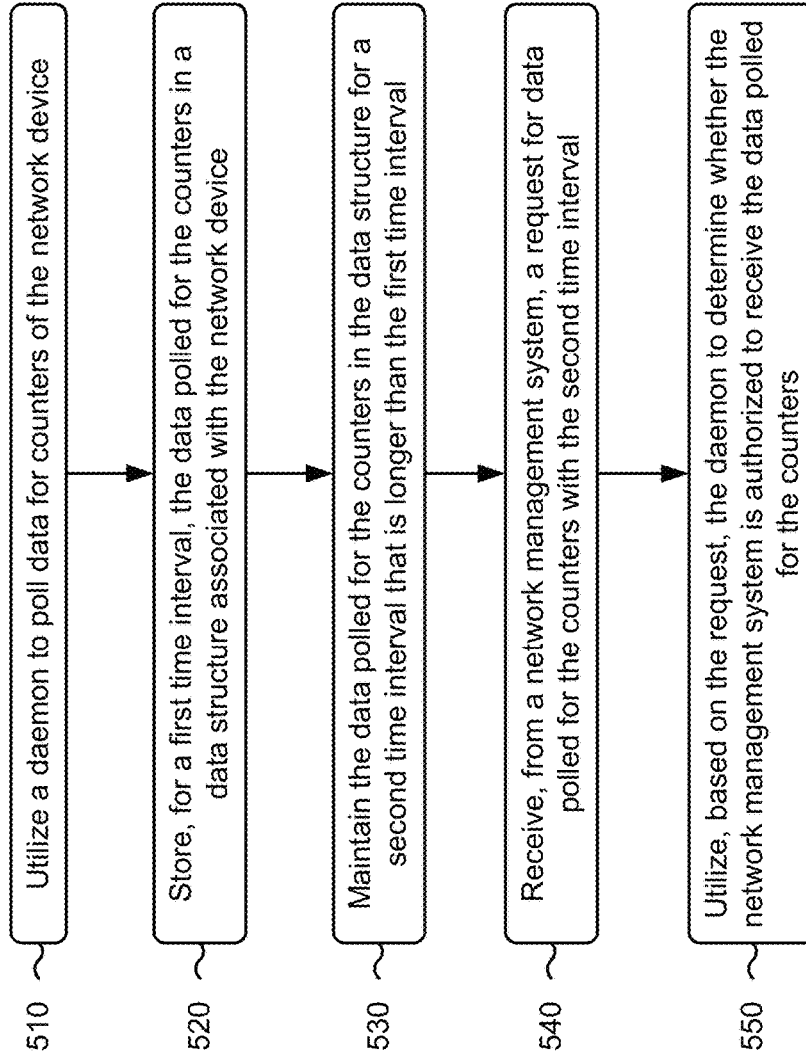 510
Utilize a daemon to poll data for counters of the network device
520
Store, for a first time interval, the data polled for the counters in a
data structure associated with the network device
530
Maintain the data polled for the counters in the data structure for a
second time interval that is longer than the first time interval
540
Receive, from a network management system, a request for data
polled for the counters with the second time interval
550
Utilize, based on the request, the daemon to determine whether the
network management system is authorized to receive the data polled
for the counters